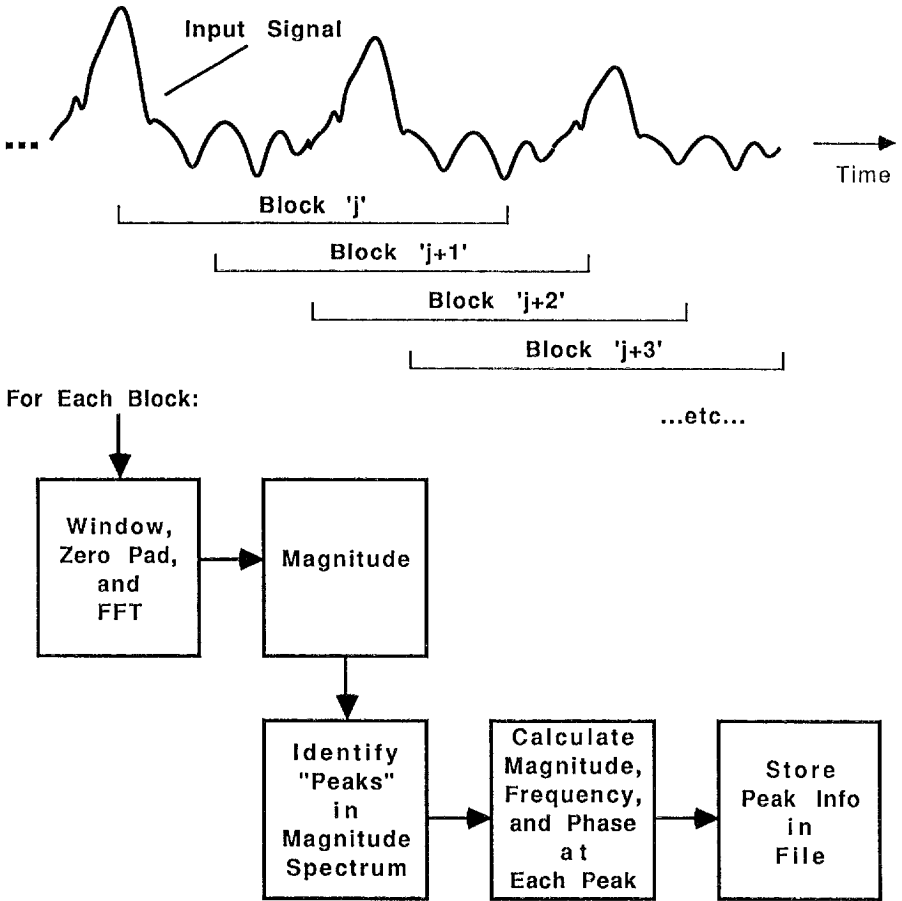 Input Signal
...
Time
Block 'j'
Block 'j+1'
Block 'j+2'
Block 'j+3'
For Each Block:
...etc...
Window,
Zero Pad,
and
FFT
Magnitude
Identify
"Peaks"
in
Magnitude
Spectrum
Calculate
Magnitude,
Frequency,
and Phase
at
Each Peak
Store
Peak Info
in
File